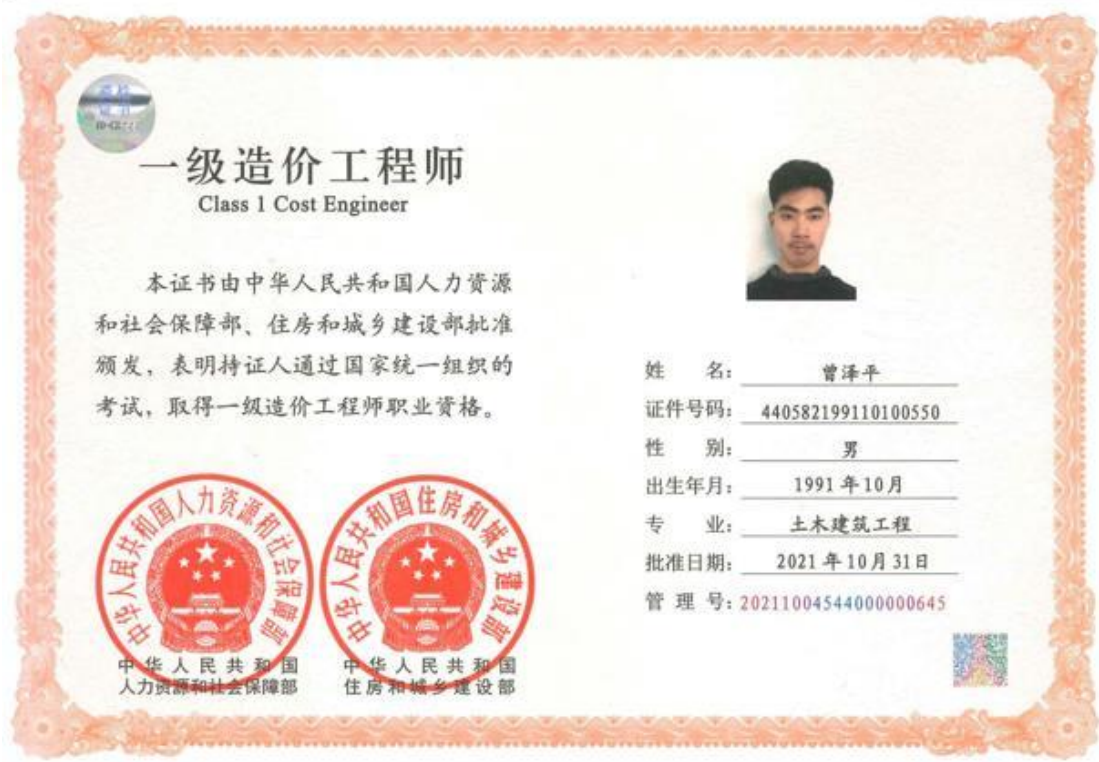 一级造价工程师
Class 1 Cost Engineer
本证书由中华人民共和国人力资源
和社会保障部、住房和城乡建设部批准
颁发，表明持证人通过国家统一组织的
考试，取得一级造价工程师职业资格。
中华人民共和国人力资源和社会保障部
中华人民共和国
人力资源和社会保障部
中华人民共和国住房和城乡建设部
中华人民共和国
住房和城乡建设部
姓 名：曾泽平
证件号码：440582199110100550
性 别：男
出生年月：1991年10月
专 业：土木建筑工程
批准日期：2021年10月31日
管 理 号：20211004544000000645